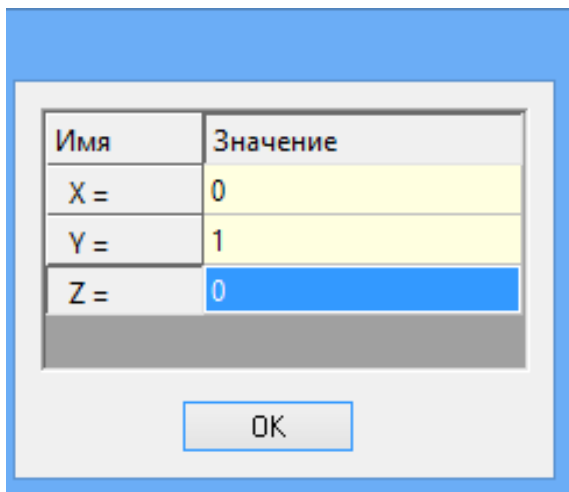 Имя Значение
X = 0
Y = 1
Z = 0
OK